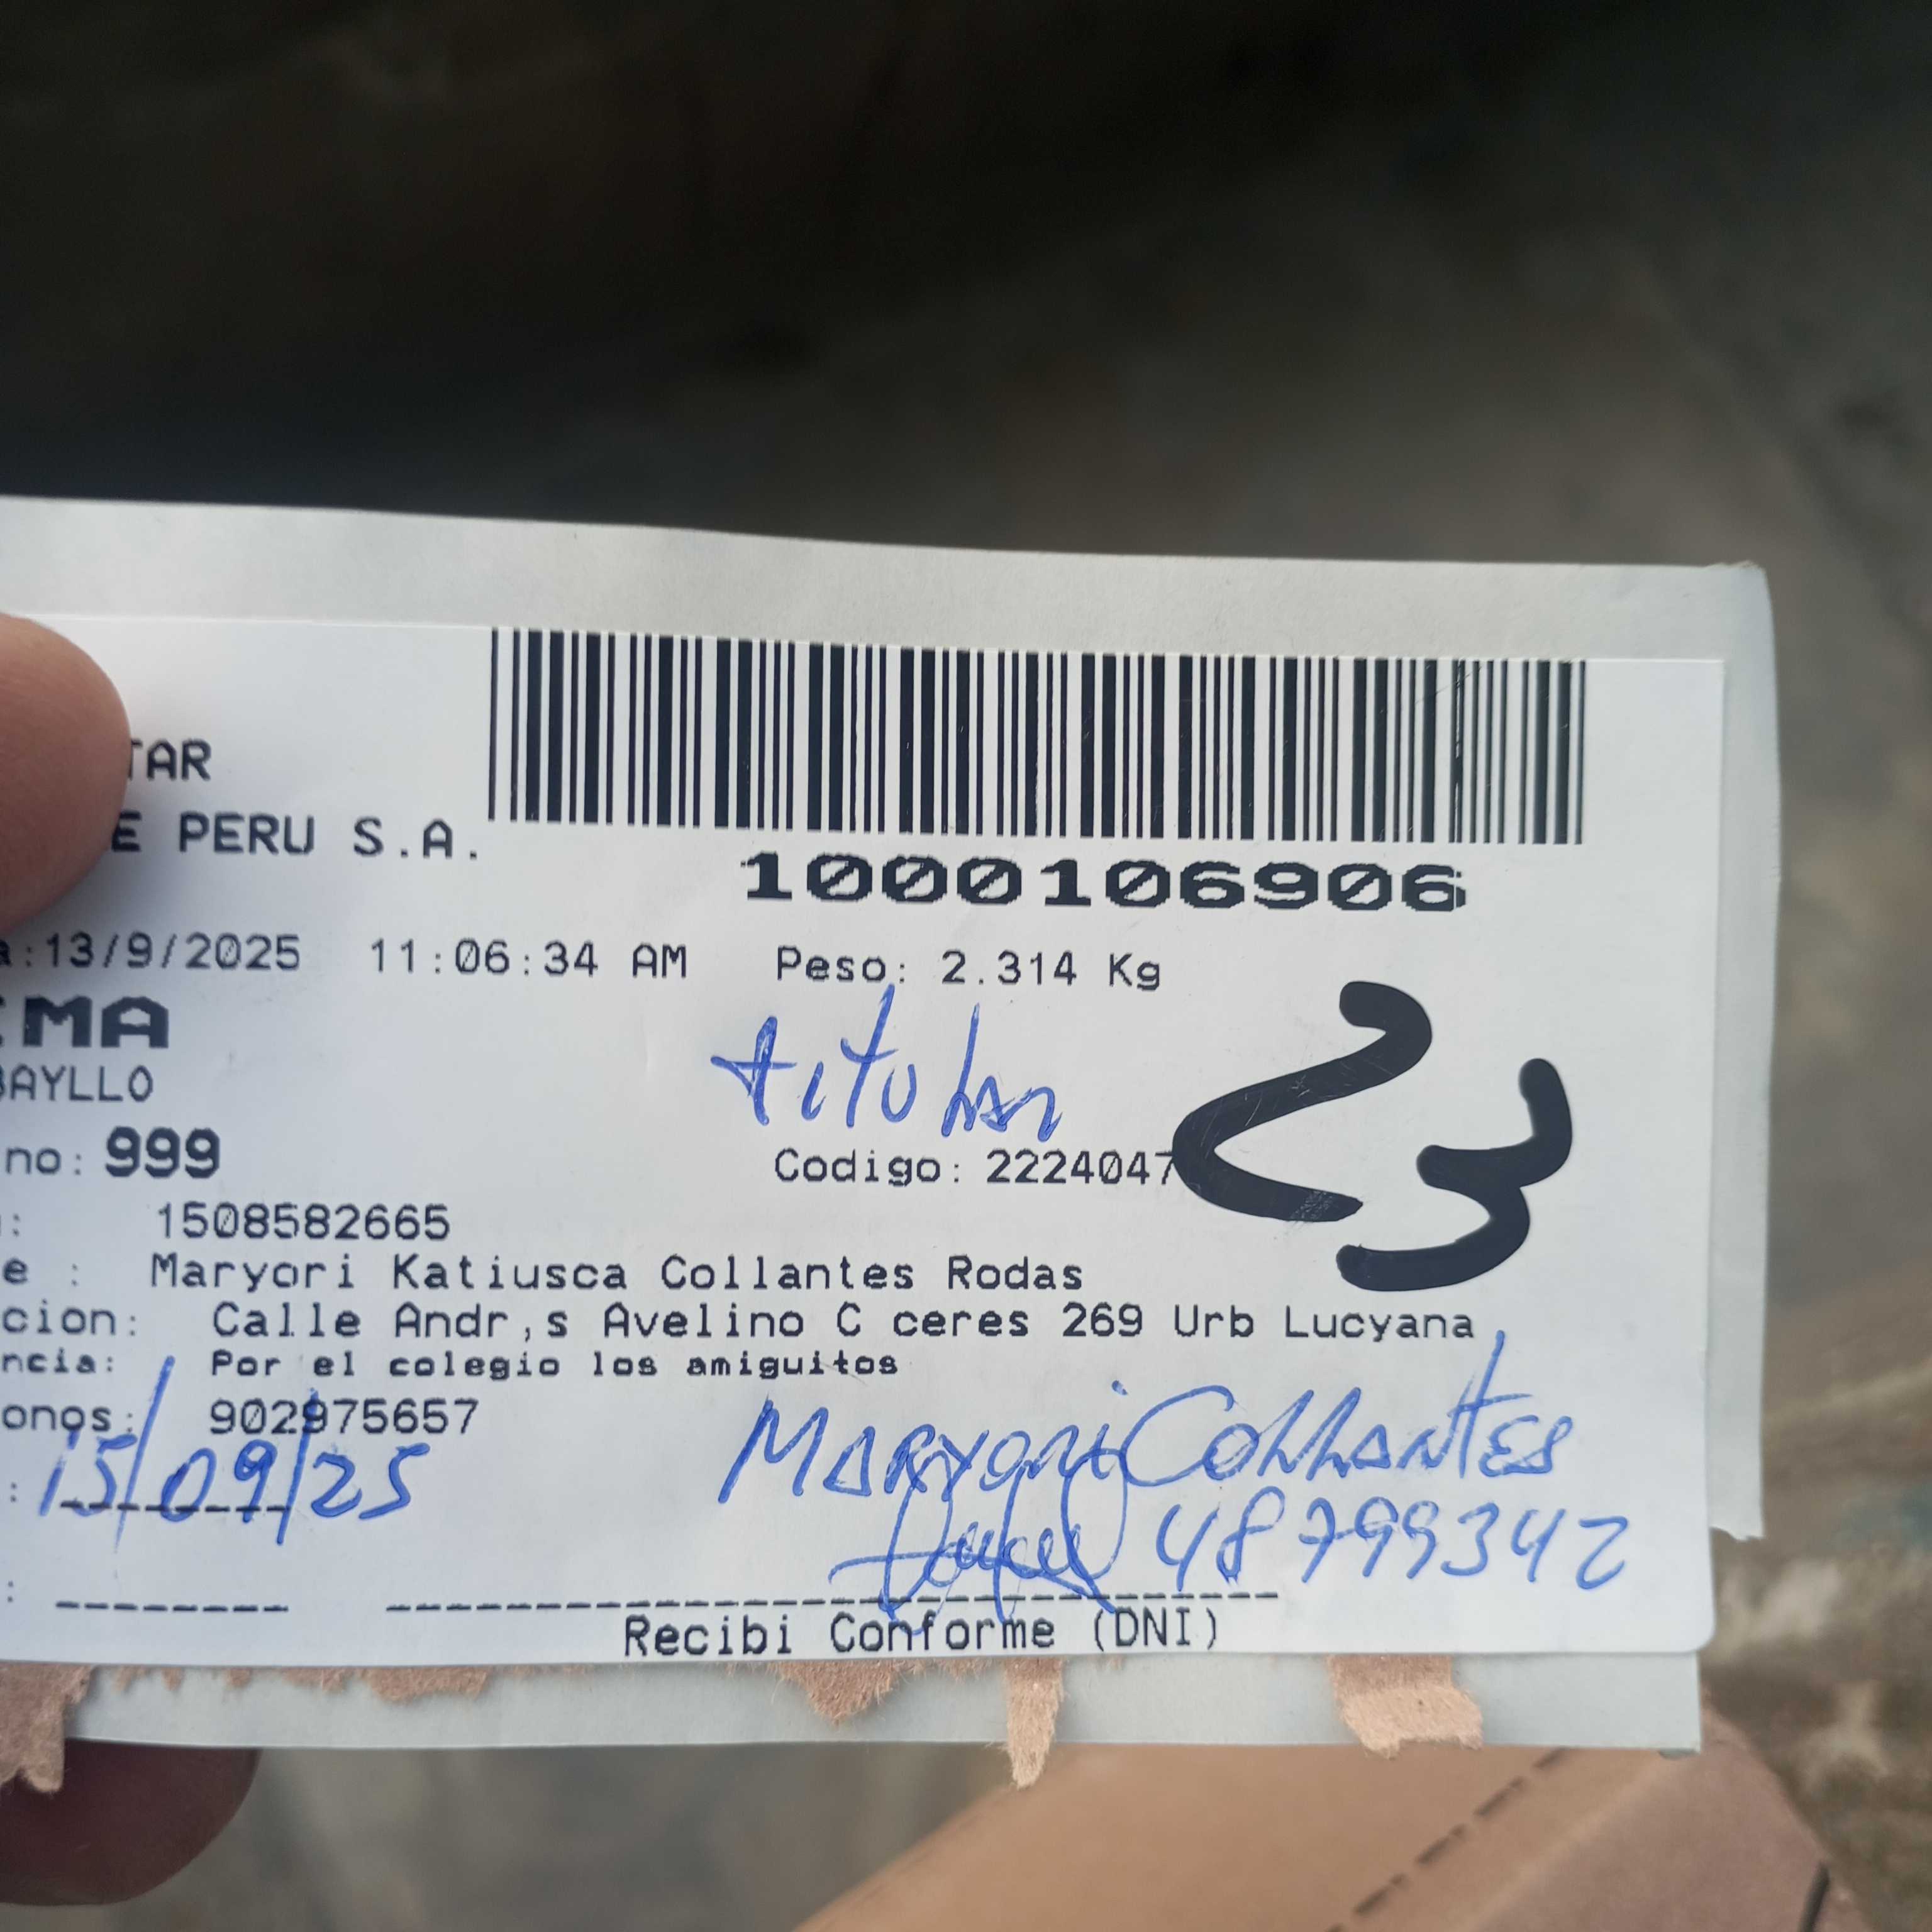 TAR
E PERU S.A.
1000106906
a:13/9/2025 11:06:34 AM Peso: 2.314 Kg
IMA
BAYLLO
titular
23
no: 999
Codigo: 2224047
: 1508582665
e : Maryori Katiusca Collantes Rodas
cion: Calle Andr,s Avelino C ceres 269 Urb Lucyana
ncia: Por el colegio los amiguitos
onos: 902975657
Maryori Collantes
: 15/09/25
48799342
:
Recibi Conforme (DNI)